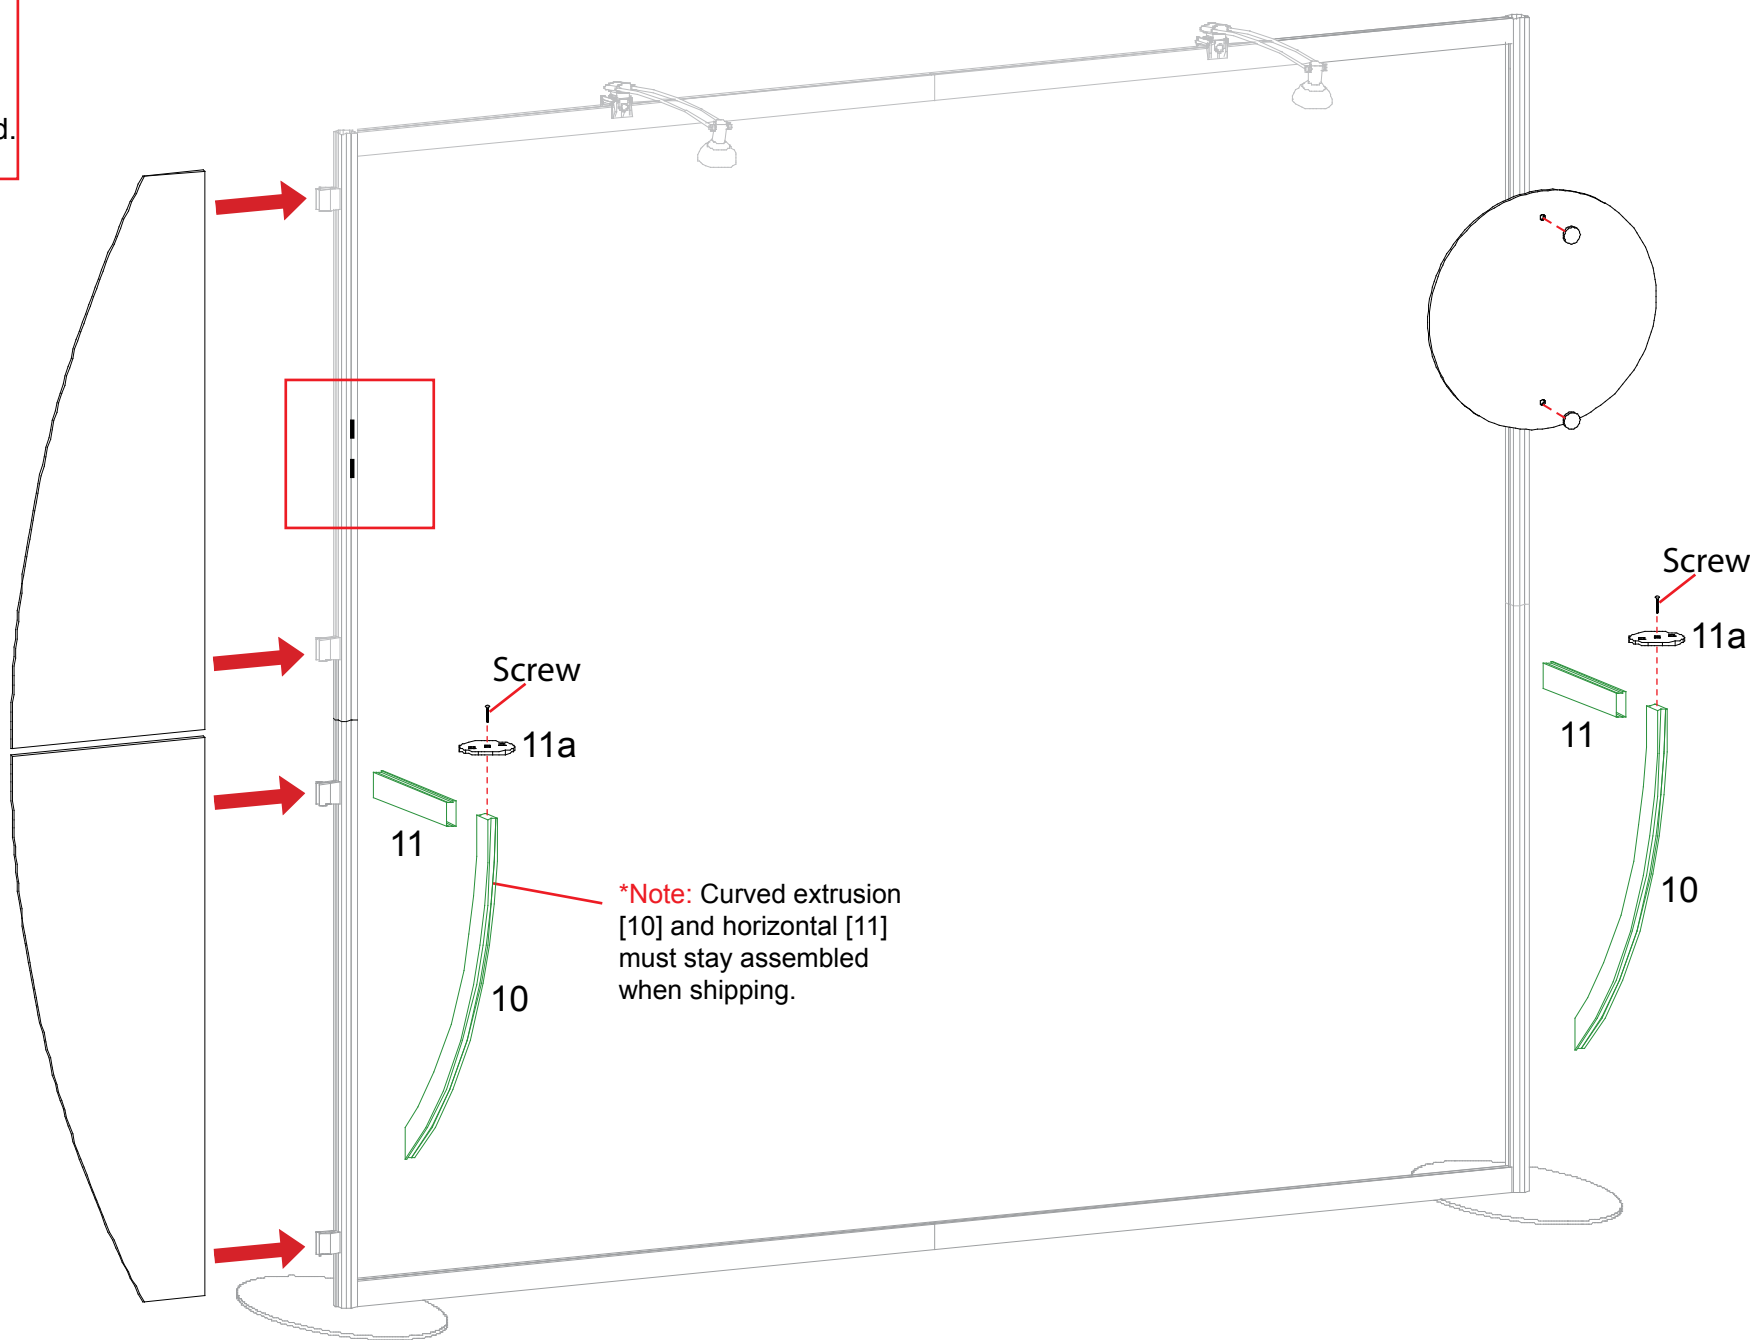 d.
Screw
11a
11
10
*Note: Curved extrusion
[10] and horizontal [11]
must stay assembled
when shipping.
Screw
11a
11
10